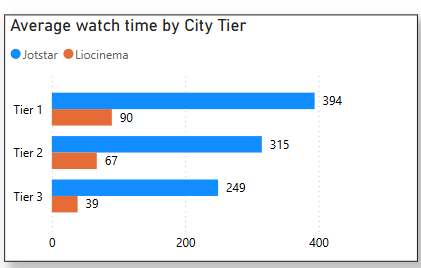 Average watch time by City Tier
Jotstar Liocinema
Tier 1 394
90
Tier 2 315
67
Tier 3 249
39
0 200 400